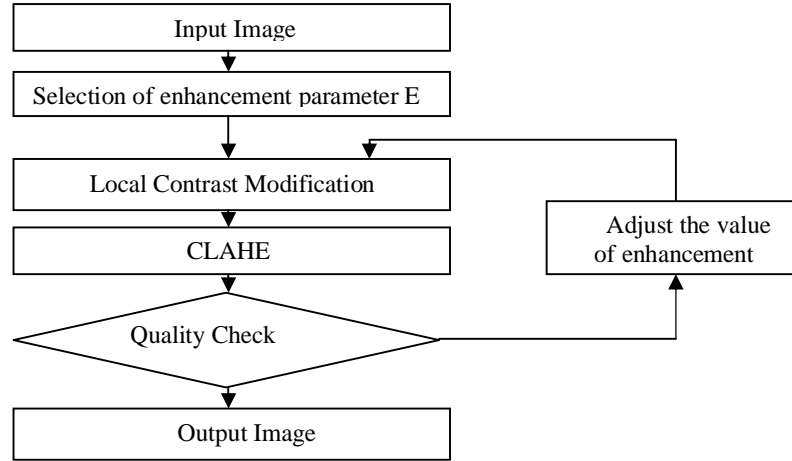 Input Image
Selection of enhancement parameter E
Local Contrast Modification
CLAHE
Adjust the value
of enhancement
Quality Check
Output Image